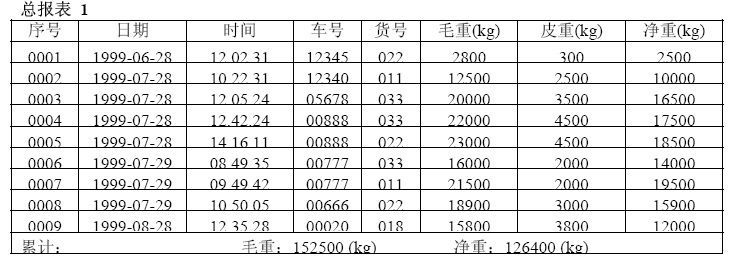 总报表 1
序号 日期 时间 车号 货号 毛重(kg) 皮重(kg) 净重(kg)
0001 1999-06-28 12.02.31 12345 022 2800 300 2500
0002 1999-07-28 10.22.31 12340 011 12500 2500 10000
0003 1999-07-28 12.05.24 05678 033 20000 3500 16500
0004 1999-07-28 12.42.24 00888 033 22000 4500 17500
0005 1999-07-28 14.16.11 00888 022 23000 4500 18500
0006 1999-07-29 08.49.35 00777 033 16000 2000 14000
0007 1999-07-29 09.49.42 00777 011 21500 2000 19500
0008 1999-07-29 10.50.05 00666 022 18900 3000 15900
0009 1999-08-28 12.35.28 00020 018 15800 3800 12000
累计： 毛重：152500 (kg) 净重：126400 (kg)